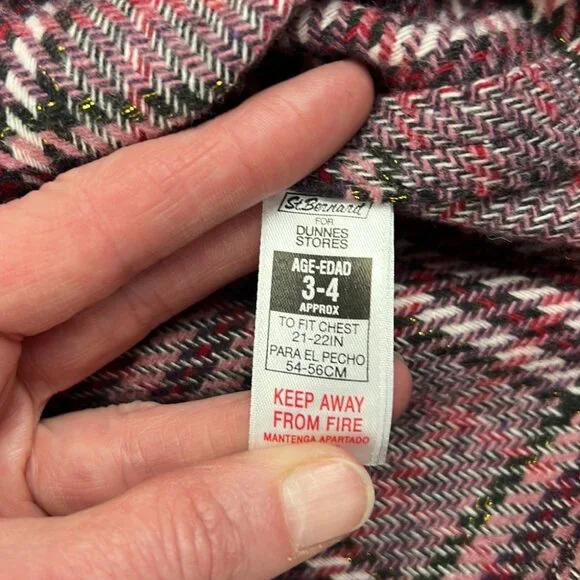 St.Bernard
FOR
DUNNES
STORES
AGE-EDAD
3-4
APPROX
TO FIT CHEST
21-22IN
PARA EL PECHO
54-56CM
KEEP AWAY
FROM FIRE
MANTENGA APARTADO